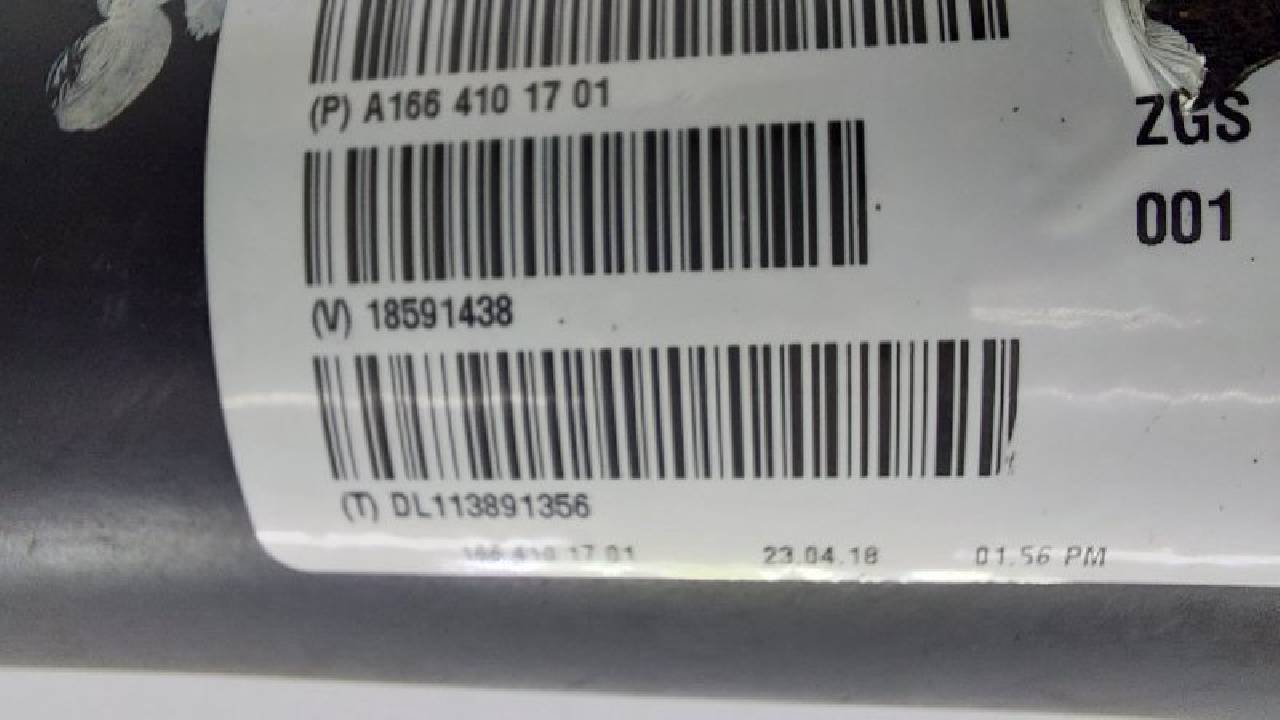 (P) A166 410 17 01
ZGS
001
(V) 18591438
(T) DL113891356
166 410 17 01 23.04.18 01.56 PM